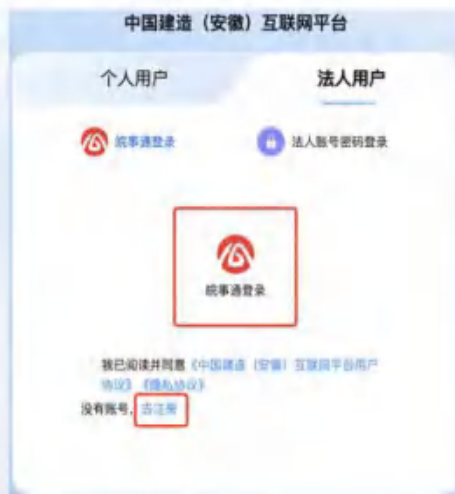 中国建造（安徽）互联网平台
个人用户
法人用户
皖事通登录
法人账号密码登录
皖事通登录
我已阅读并同意《中国建造（安徽）互联网平台用户
协议》《隐私协议》
没有账号，去注册